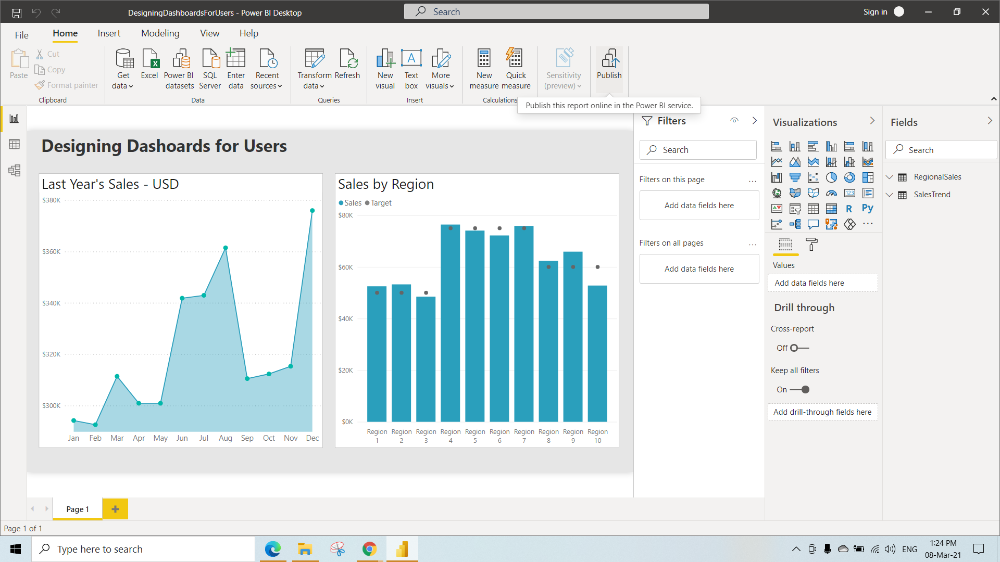 DesigningDashboardsForUsers - Power BI Desktop
Search
Sign in
File
Home
Insert
Modeling
View
Help
Paste
Cut
Copy
Format painter
Clipboard
Get data
Excel
Power BI datasets
SQL Server
Enter data
Recent sources
Data
Transform data
Refresh
Queries
New visual
A
Text box
More visuals
Insert
New measure
Quick measure
Calculations
Sensitivity (preview)
Publish
Publish this report online in the Power BI service.
Designing Dashoards for Users
Last Year's Sales - USD
$380K
$360K
$340K
$320K
$300K
Jan Feb Mar Apr May Jun Jul Aug Sep Oct Nov Dec
Sales by Region
Sales Target
$80K
$60K
$40K
$20K
$0K
Region 1
Region 2
Region 3
Region 4
Region 5
Region 6
Region 7
Region 8
Region 9
Region 10
Filters
Search
Filters on this page
...
Add data fields here
Filters on all pages
...
Add data fields here
Visualizations
123
R
Py
...
Values
Add data fields here
Drill through
Cross-report
Off
Keep all filters
On
Add drill-through fields here
Fields
Search
RegionalSales
SalesTrend
Page 1
Page 1 of 1
Type here to search
ENG
1:24 PM
08-Mar-21